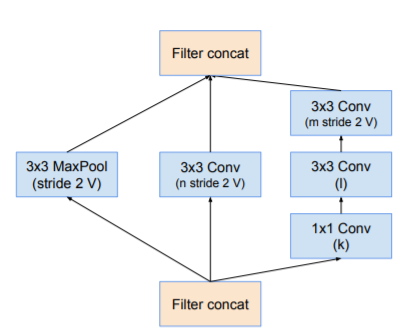 Filter concat
3x3 Conv
(m stride 2 V)
3x3 MaxPool
(stride 2 V)
3x3 Conv
(n stride 2 V)
3x3 Conv
(l)
1x1 Conv
(k)
Filter concat